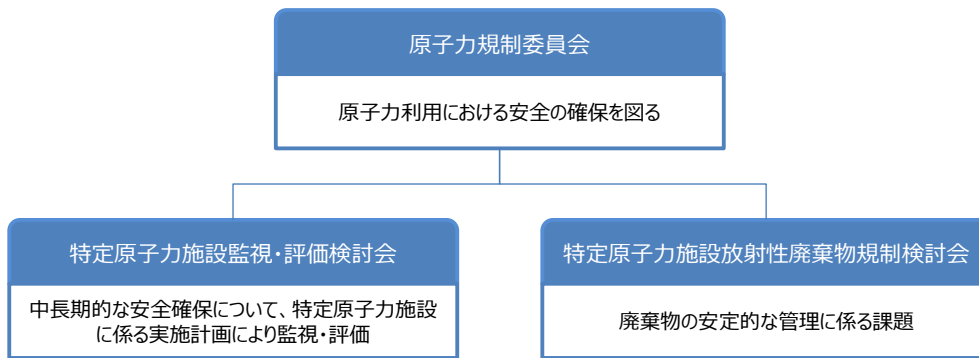 原子力規制委員会
原子力利用における安全の確保を図る
特定原子力施設監視・評価検討会
中長期的な安全確保について、特定原子力施設
に係る実施計画により監視・評価
特定原子力施設放射性廃棄物規制検討会
廃棄物の安定的な管理に係る課題